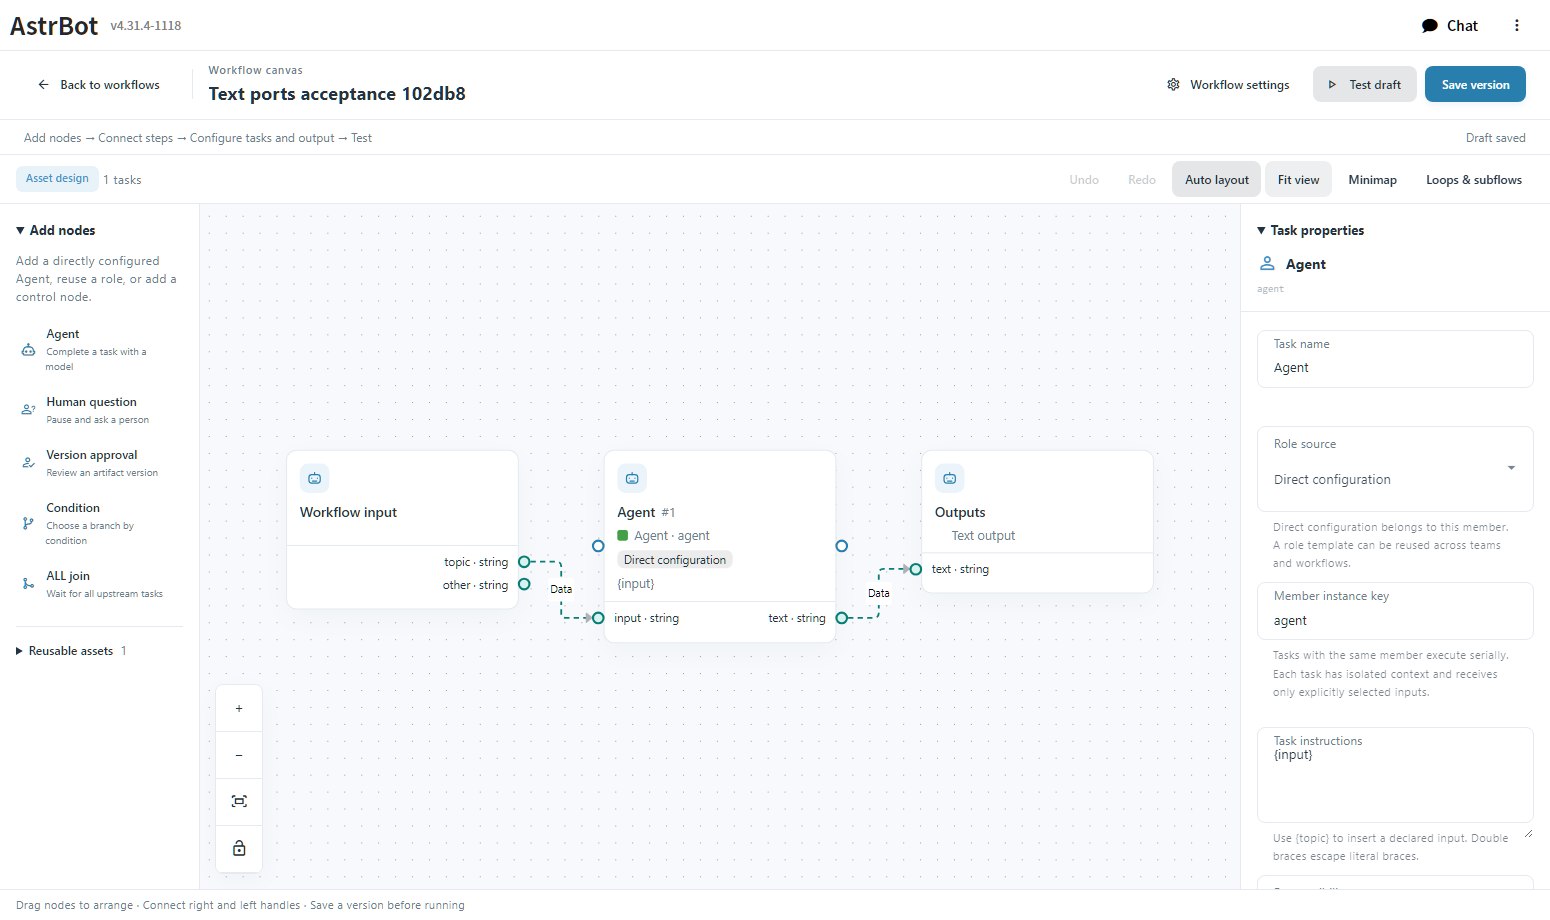 AstrBot v4.31.4-1118
Chat
Back to workflows
Workflow canvas
Text ports acceptance 102db8
Workflow settings
Test draft
Save version
Add nodes → Connect steps → Configure tasks and output → Test
Draft saved
Asset design 1 tasks
Undo
Redo
Auto layout
Fit view
Minimap
Loops & subflows
Add nodes
Add a directly configured
Agent, reuse a role, or add a
control node.
Agent
Complete a task with a
model
Human question
Pause and ask a person
Version approval
Review an artifact version
Condition
Choose a branch by
condition
ALL join
Wait for all upstream tasks
Reusable assets 1
+
−
Workflow input
topic · string
other · string
Data
Agent #1
Agent · agent
Direct configuration
{input}
input · string
text · string
Data
Outputs
Text output
text · string
Task properties
Agent
agent
Task name
Agent
Role source
Direct configuration
Direct configuration belongs to this member.
A role template can be reused across teams
and workflows.
Member instance key
agent
Tasks with the same member execute serially.
Each task has isolated context and receives
only explicitly selected inputs.
Task instructions
{input}
Use {topic} to insert a declared input. Double
braces escape literal braces.
Drag nodes to arrange · Connect right and left handles · Save a version before running